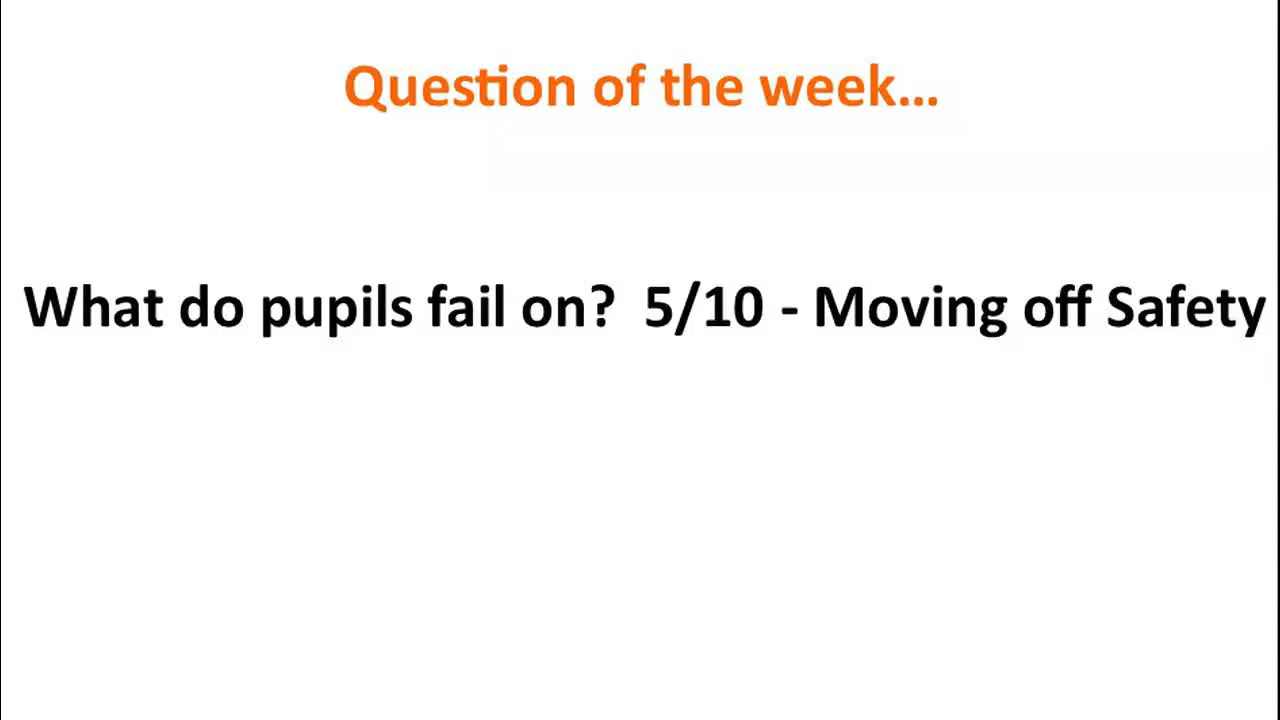 Question of the week...
What do pupils fail on?  5/10 - Moving off Safety